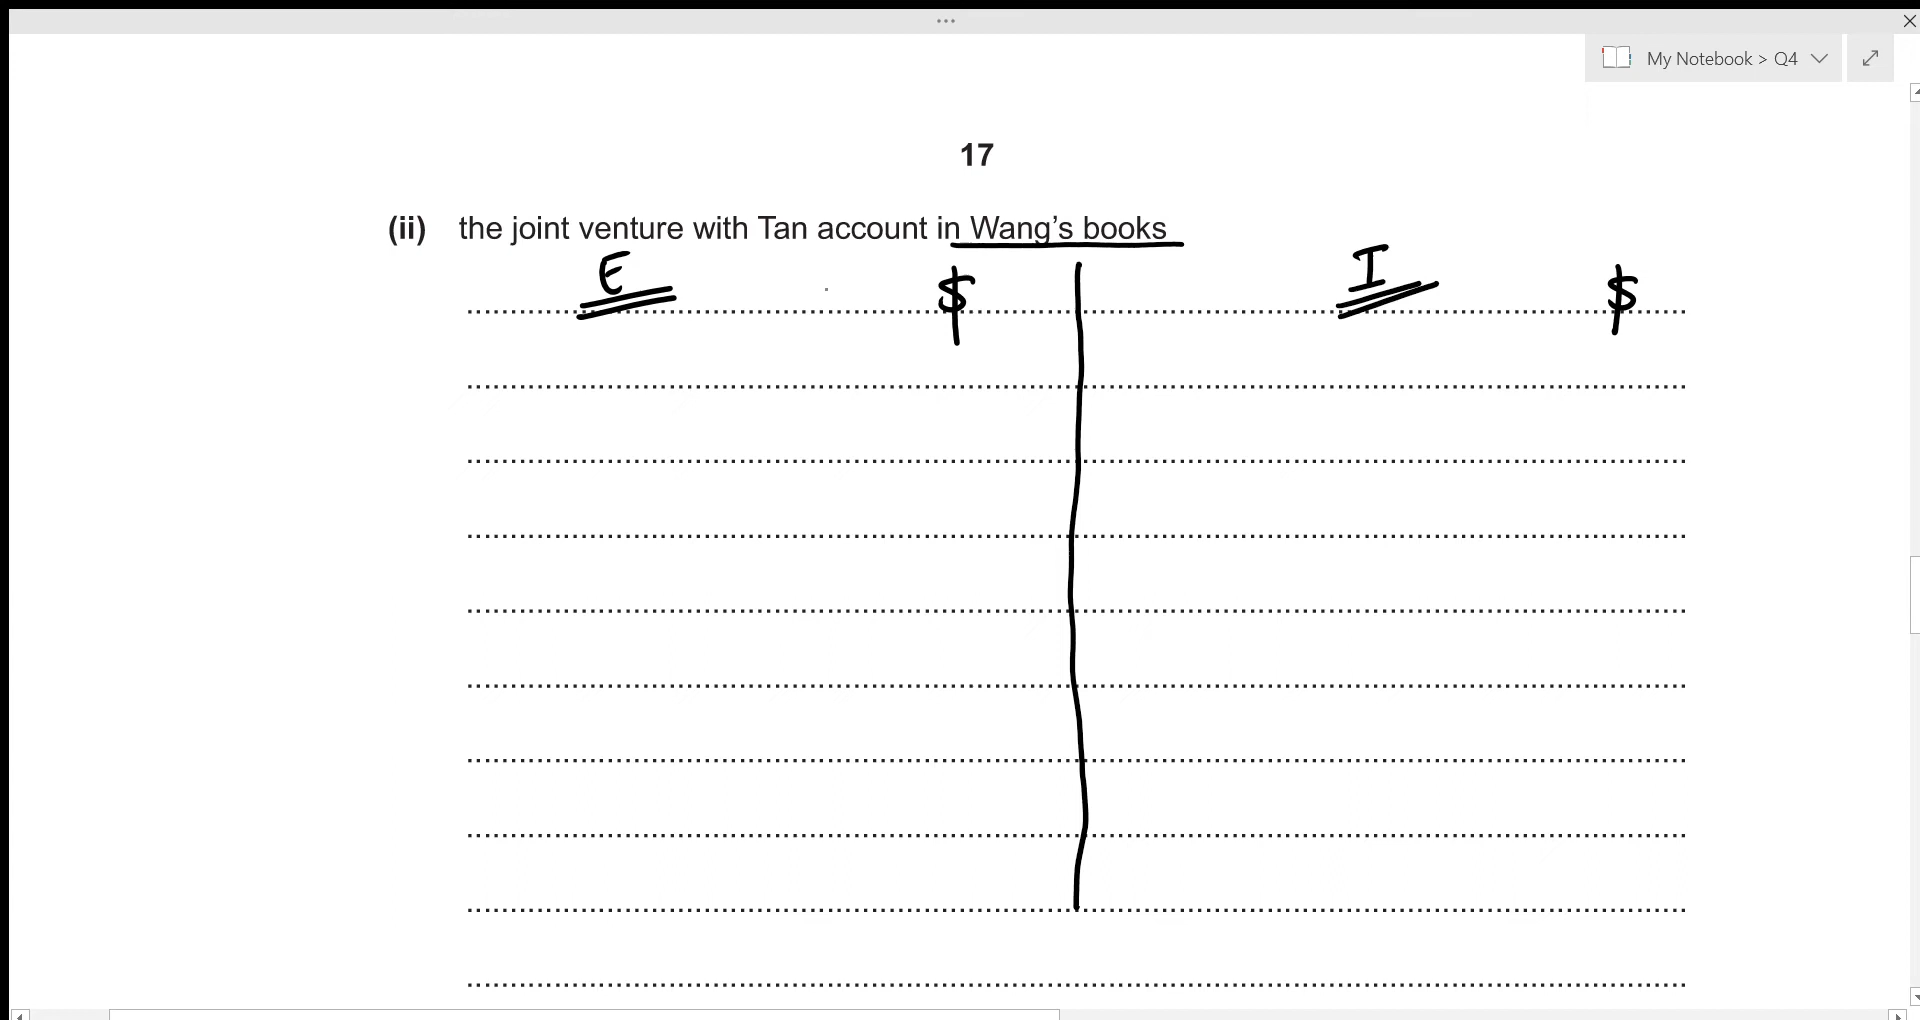 My Notebook > Q4
17
(ii) the joint venture with Tan account in Wang's books
E $ I $